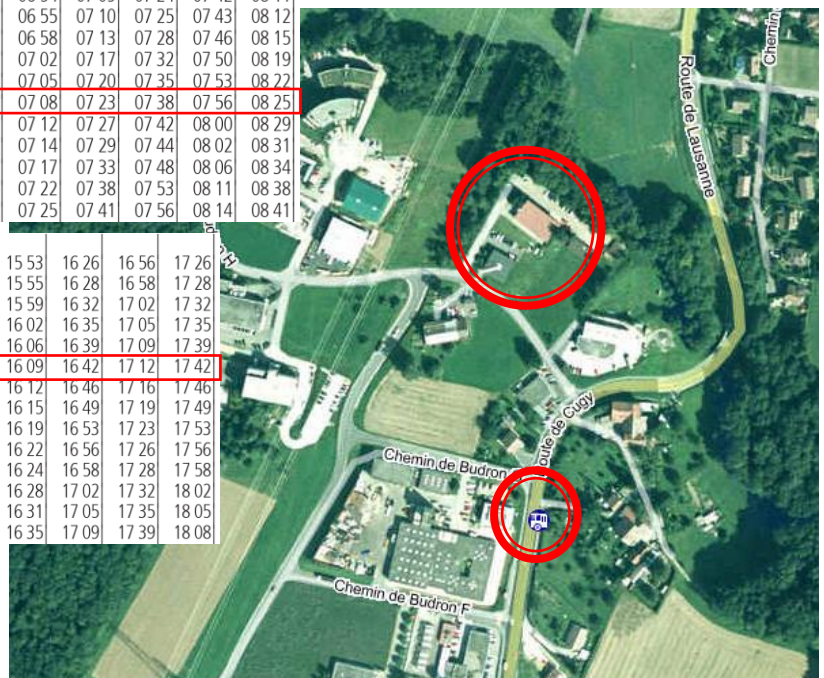 06 55 07 10 07 25 07 43 08 12
06 58 07 13 07 28 07 46 08 15
07 02 07 17 07 32 07 50 08 19
07 05 07 20 07 35 07 53 08 22
07 08 07 23 07 38 07 56 08 25
07 12 07 27 07 42 08 00 08 29
07 14 07 29 07 44 08 02 08 31
07 17 07 33 07 48 08 06 08 34
07 22 07 38 07 53 08 11 08 38
07 25 07 41 07 56 08 14 08 41
15 53 16 26 16 56 17 26
15 55 16 28 16 58 17 28
15 59 16 32 17 02 17 32
16 02 16 35 17 05 17 35
16 06 16 39 17 09 17 39
16 09 16 42 17 12 17 42
16 12 16 46 17 16 17 46
16 15 16 49 17 19 17 49
16 19 16 53 17 23 17 53
16 22 16 56 17 26 17 56
16 24 16 58 17 28 17 58
16 28 17 02 17 32 18 02
16 31 17 05 17 35 18 05
16 35 17 09 17 39 18 08
Chemin
Route de Lausanne
H
Route de Cugy
Chemin de Budron
Chemin de Budron F